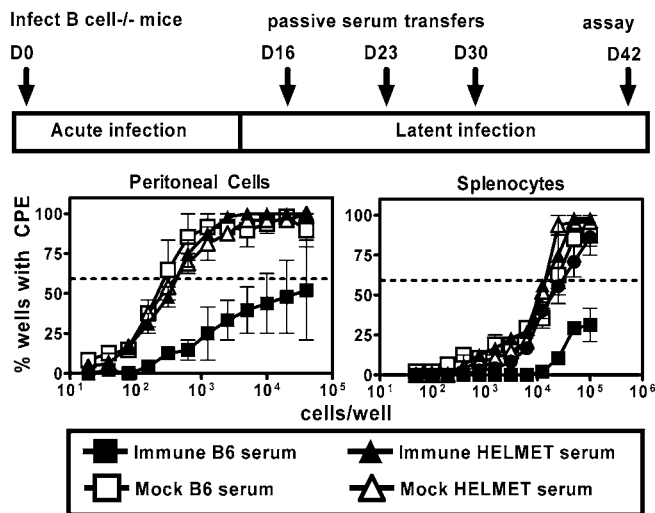 Infect B cell-/- mice
passive serum transfers
assay
D0
D16
D23
D30
D42
Acute infection
Latent infection
Peritoneal Cells
Splenocytes
% wells with CPE
100
75
50
25
0
10¹
10²
10³
10⁴
10⁵
100
75
50
25
0
10¹
10²
10³
10⁴
10⁵
10⁶
cells/well
Immune B6 serum
Immune HELMET serum
Mock B6 serum
Mock HELMET serum